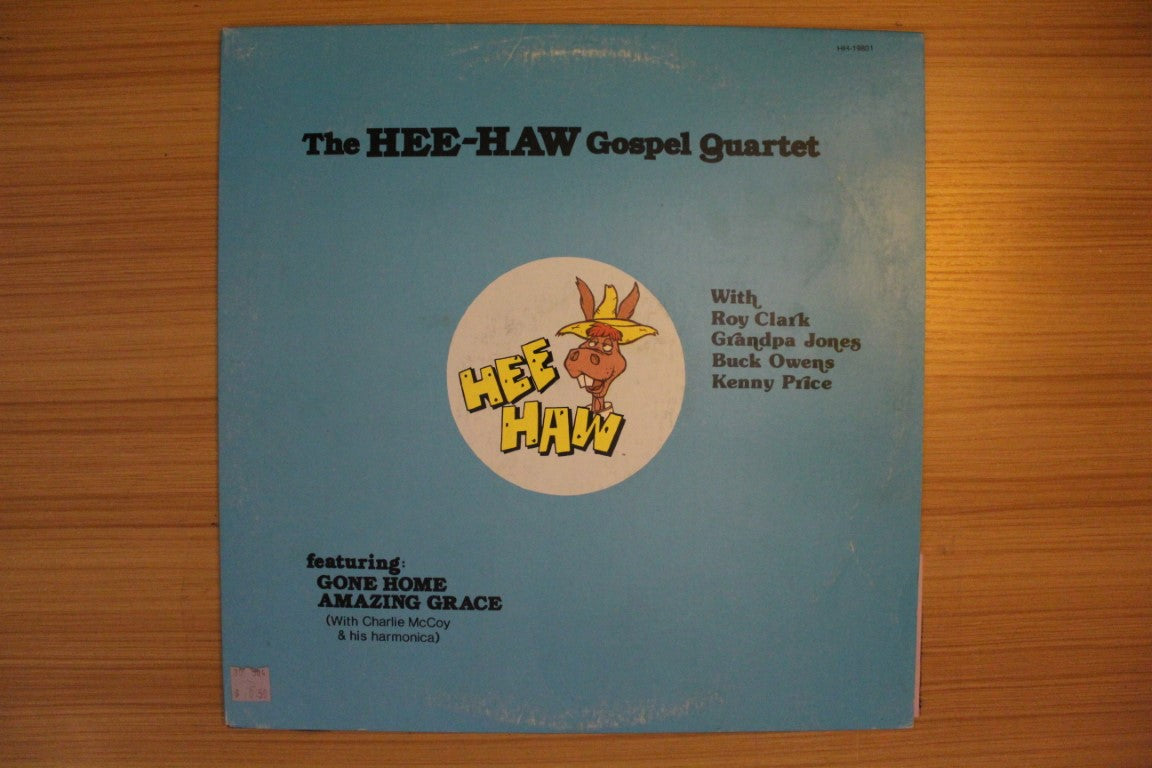 HH-19801
The HEE-HAW Gospel Quartet
With
Roy Clark
Grandpa Jones
Buck Owens
Kenny Price
HEE
HAW
featuring:
GONE HOME
AMAZING GRACE
(With Charlie McCoy
& his harmonica)